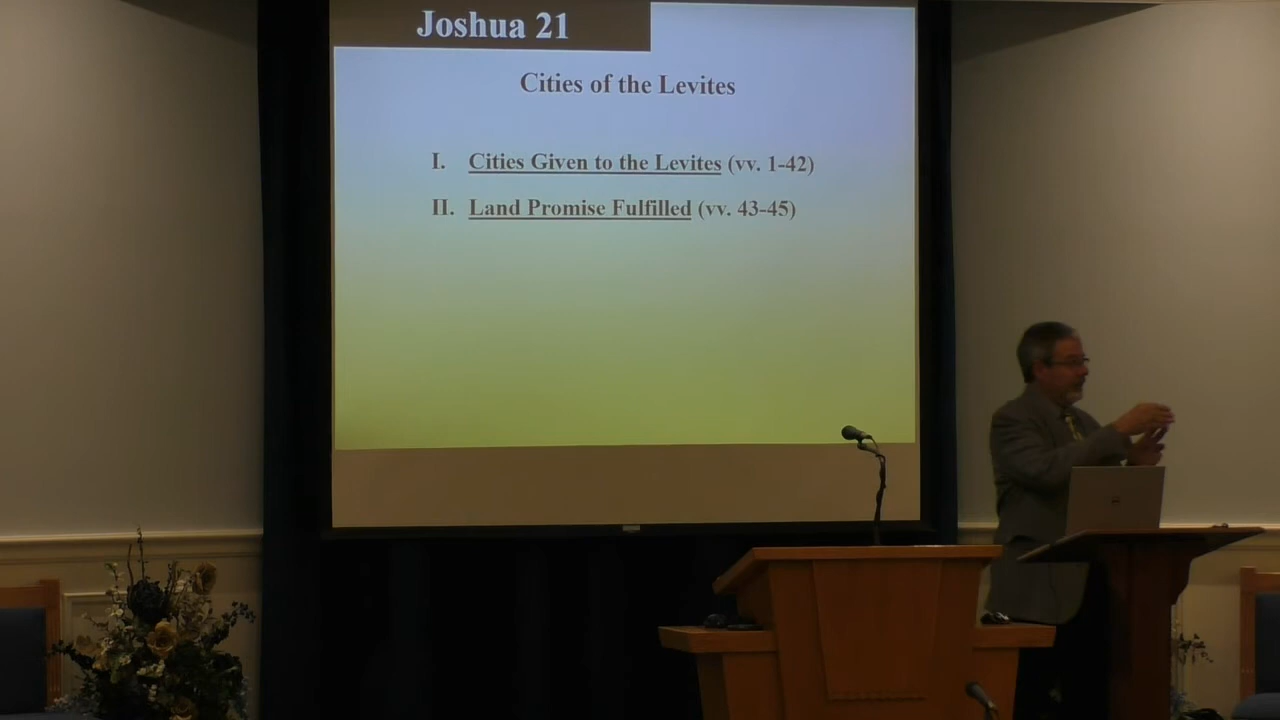 Joshua 21
Cities of the Levites
I. Cities Given to the Levites (vv. 1-42)
II. Land Promise Fulfilled (vv. 43-45)